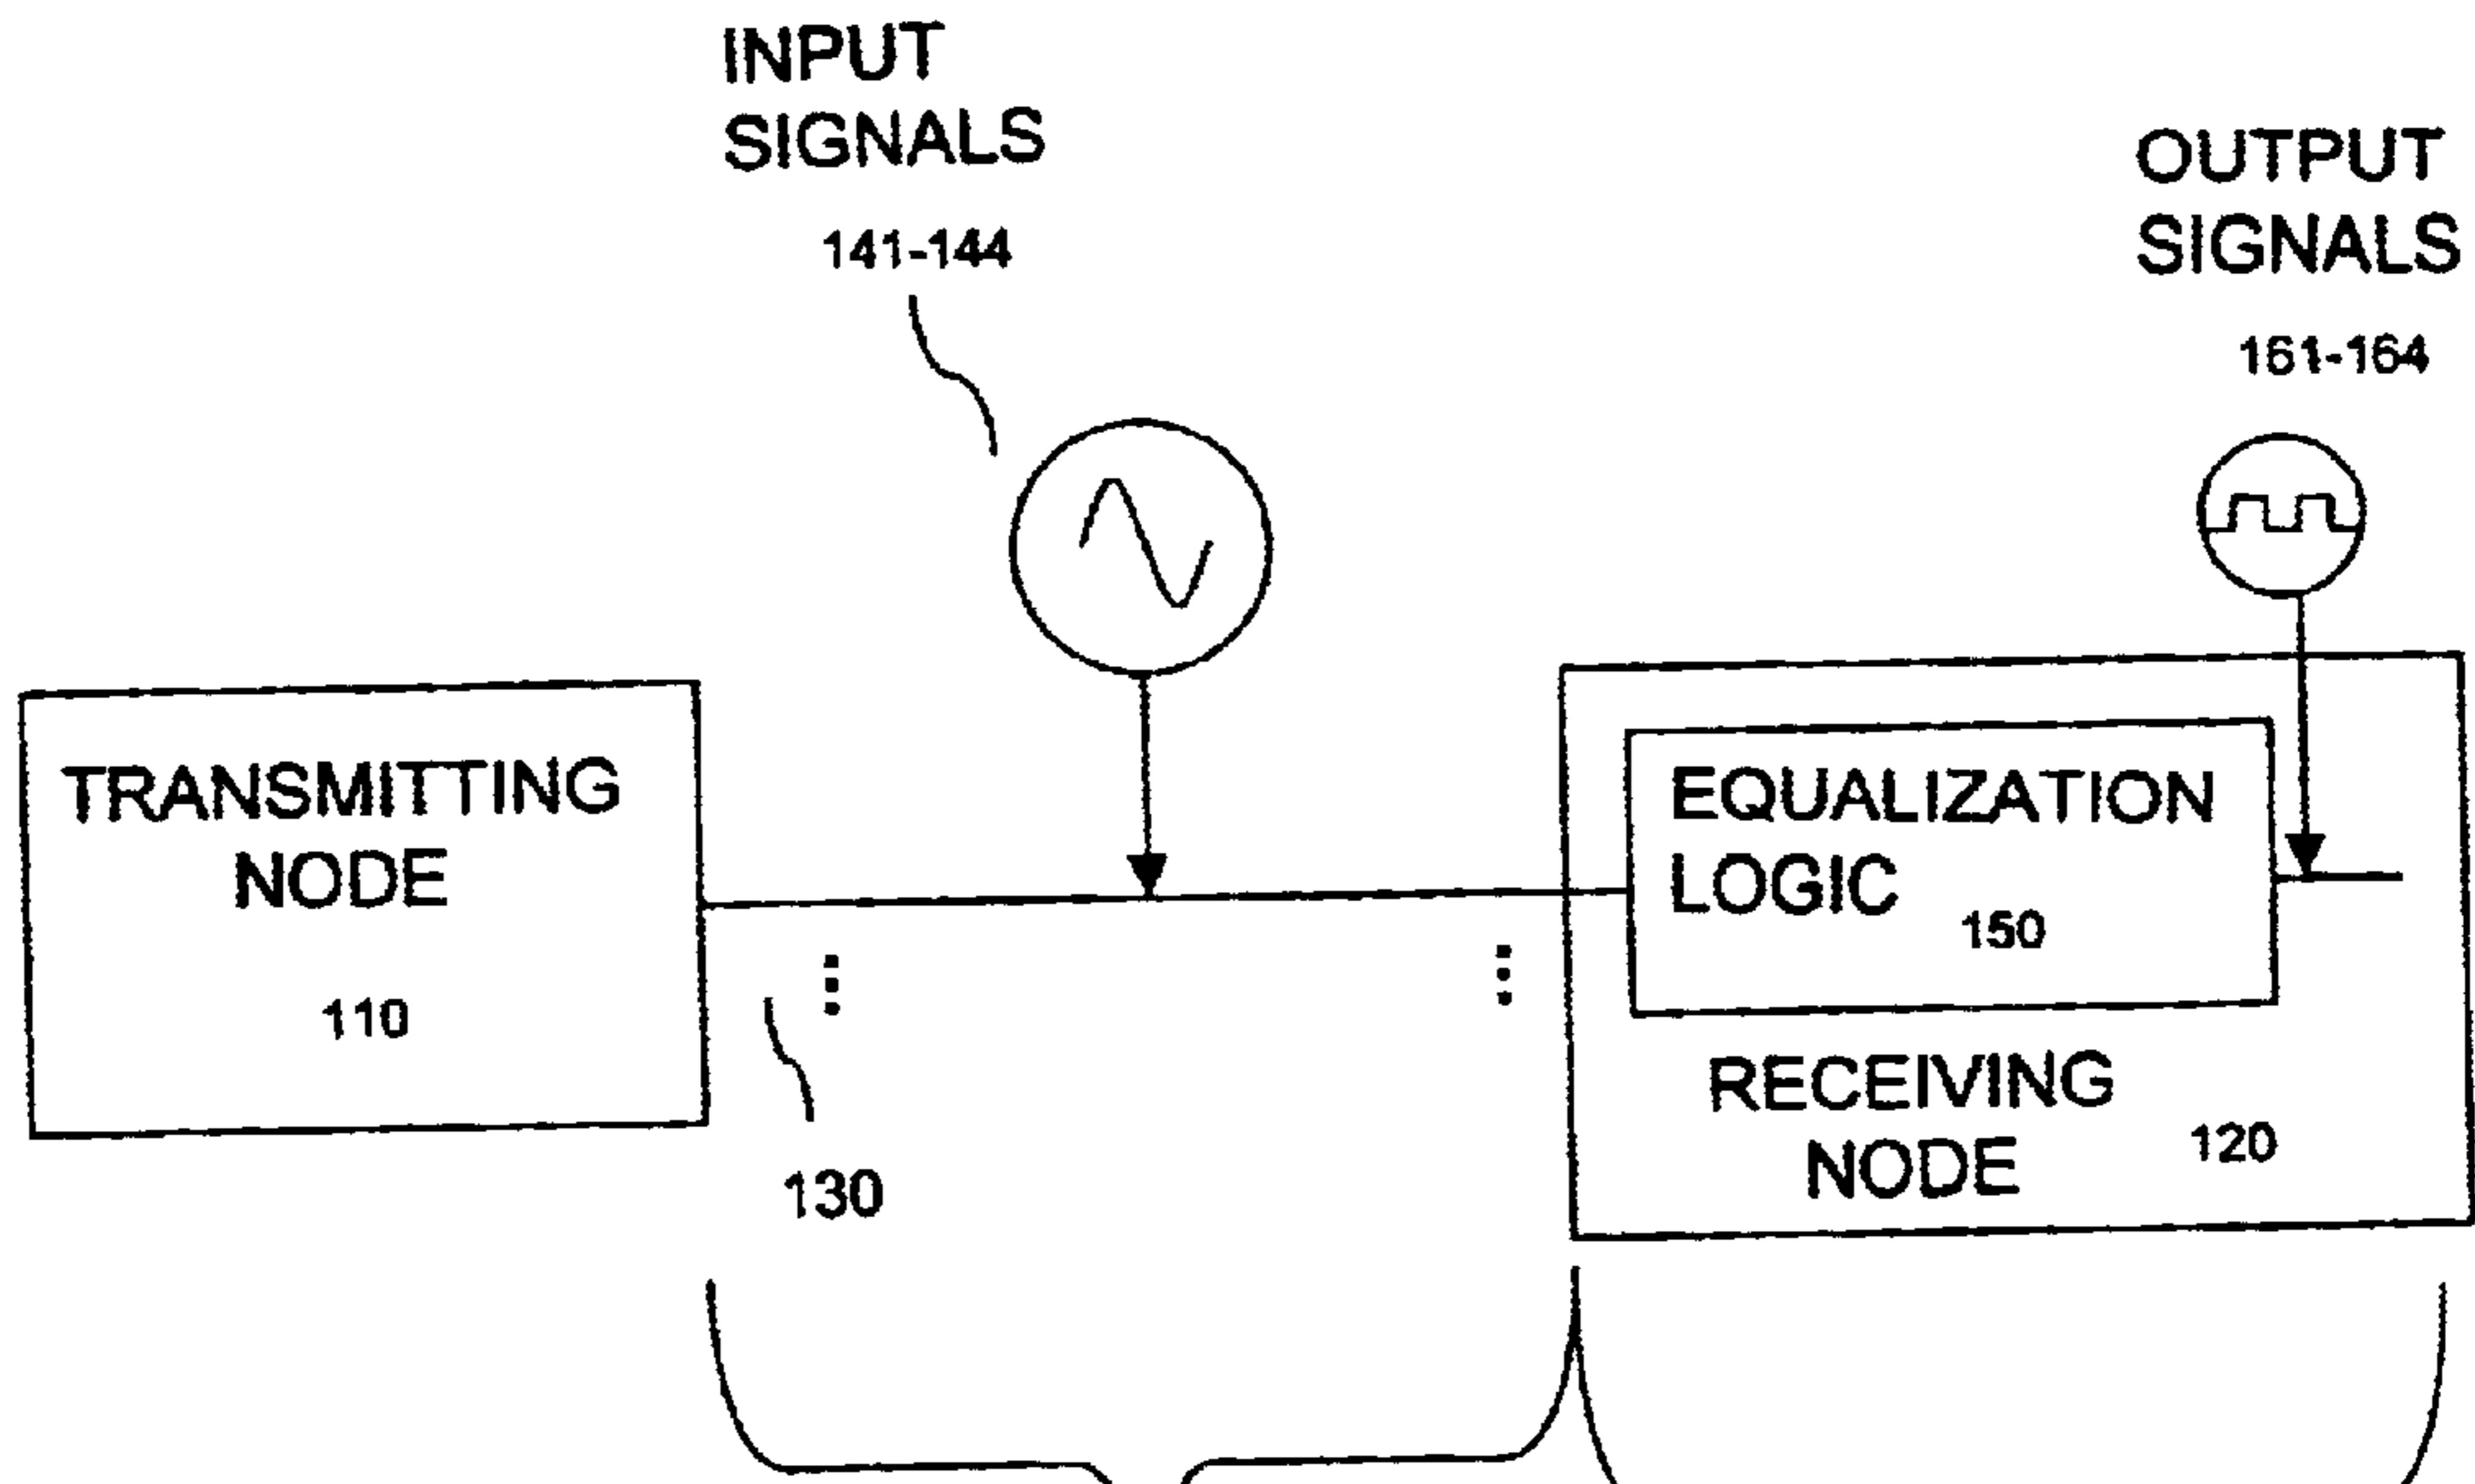 INPUT
SIGNALS
141-144
OUTPUT
SIGNALS
161-164
TRANSMITTING
NODE
110
EQUALIZATION
LOGIC
150
RECEIVING
NODE
120
130